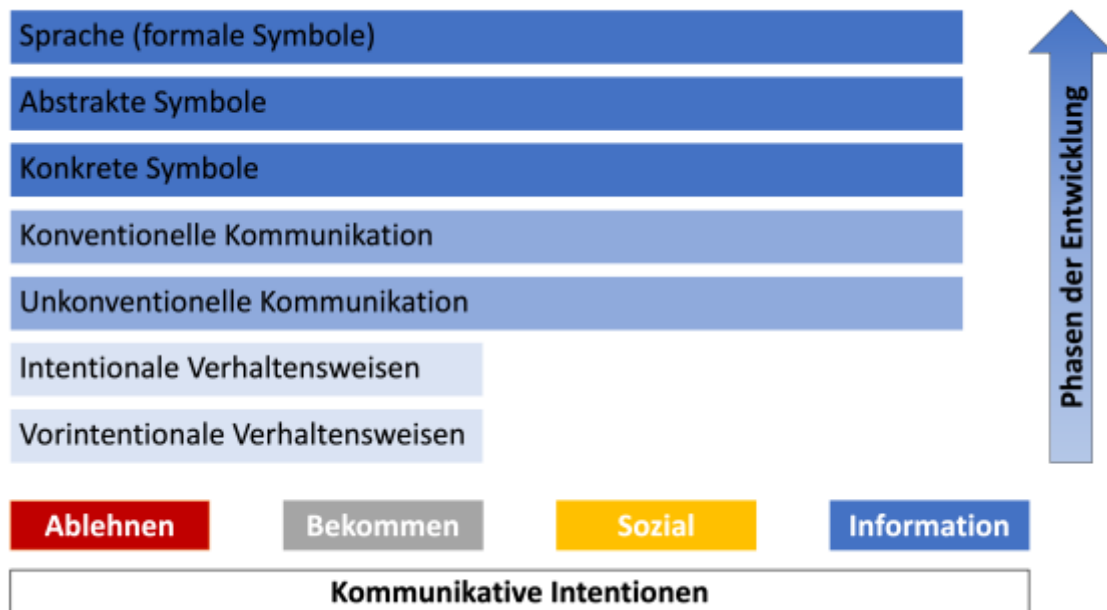 Sprache (formale Symbole)
Abstrakte Symbole
Konkrete Symbole
Konventionelle Kommunikation
Unkonventionelle Kommunikation
Intentionale Verhaltensweisen
Vorintentionale Verhaltensweisen
Phasen der Entwicklung
Ablehnen
Bekommen
Sozial
Information
Kommunikative Intentionen